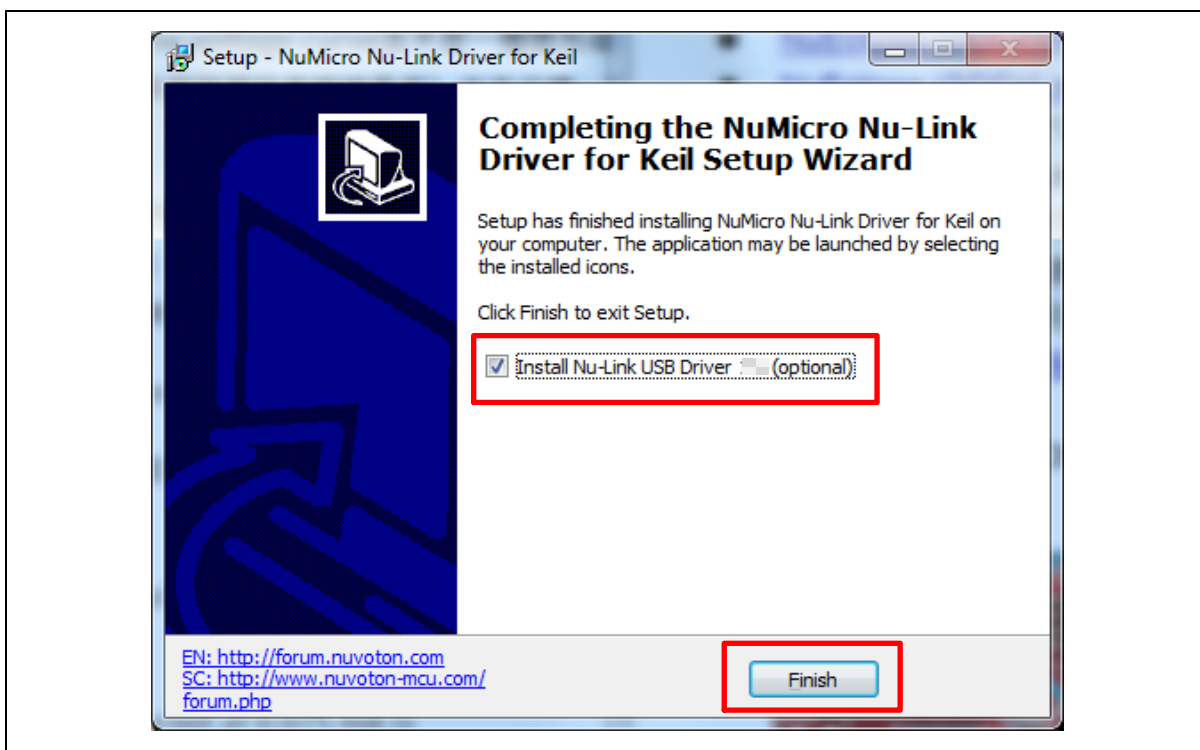 Setup - NuMicro Nu-Link Driver for Keil
Completing the NuMicro Nu-Link
Driver for Keil Setup Wizard
Setup has finished installing NuMicro Nu-Link Driver for Keil on
your computer. The application may be launched by selecting
the installed icons.
Click Finish to exit Setup.
Install Nu-Link USB Driver (optional)
EN: http://forum.nuvoton.com
SC: http://www.nuvoton-mcu.com/
forum.php
Finish